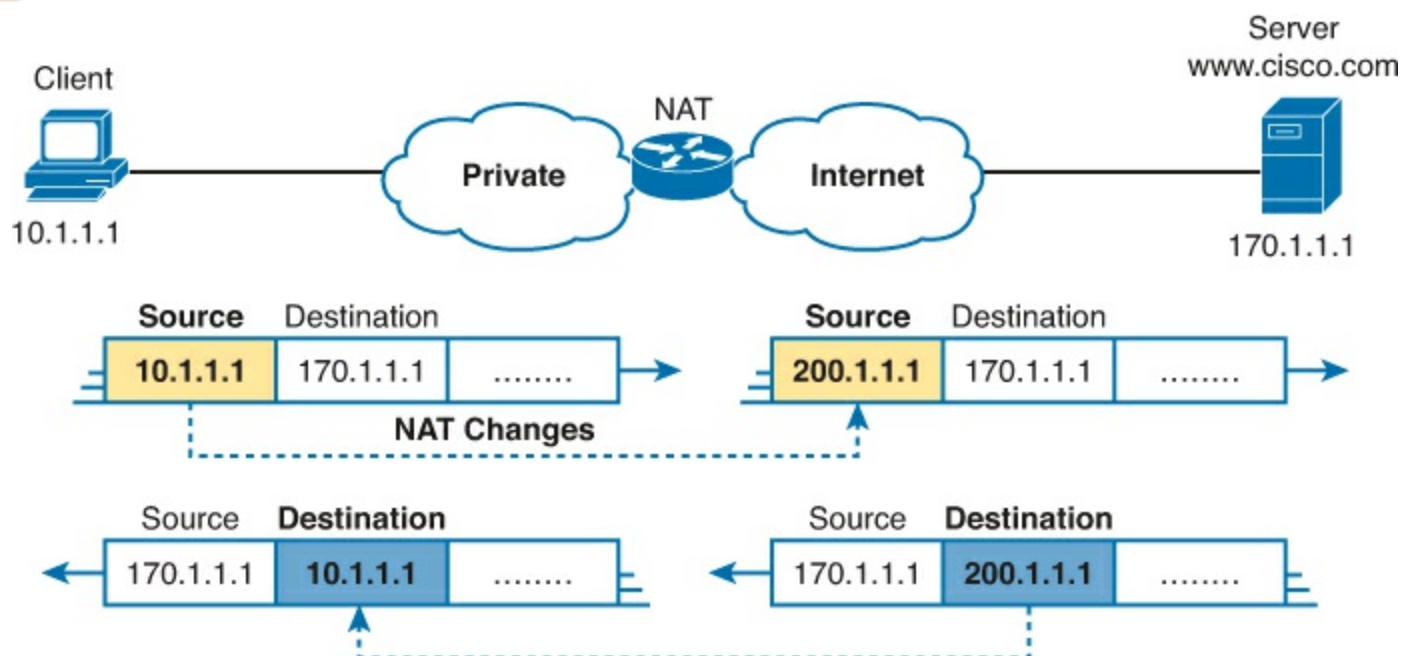 Client
NAT
Server
www.cisco.com
Private
Internet
10.1.1.1
170.1.1.1
Source Destination
10.1.1.1 170.1.1.1 ........
Source Destination
200.1.1.1 170.1.1.1 ........
NAT Changes
Source Destination
170.1.1.1 10.1.1.1 ........
Source Destination
170.1.1.1 200.1.1.1 ........